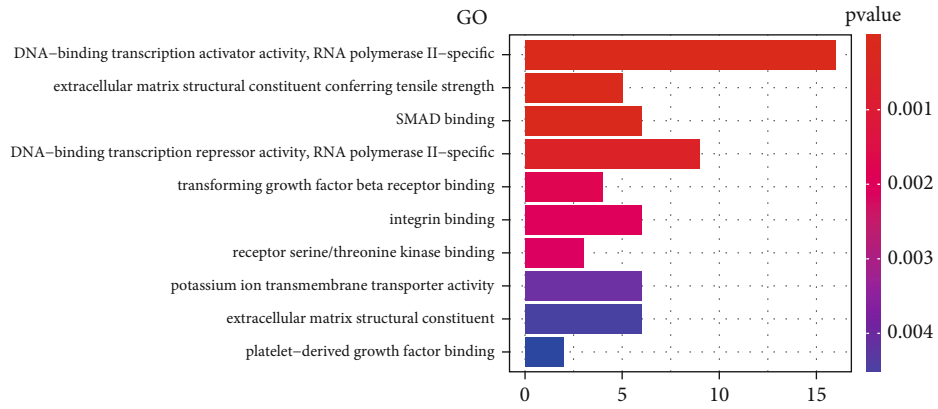 GO
DNA−binding transcription activator activity, RNA polymerase II−specific
extracellular matrix structural constituent conferring tensile strength
SMAD binding
DNA−binding transcription repressor activity, RNA polymerase II−specific
transforming growth factor beta receptor binding
integrin binding
receptor serine/threonine kinase binding
potassium ion transmembrane transporter activity
extracellular matrix structural constituent
platelet−derived growth factor binding
0 5 10 15
pvalue
0.001
0.002
0.003
0.004